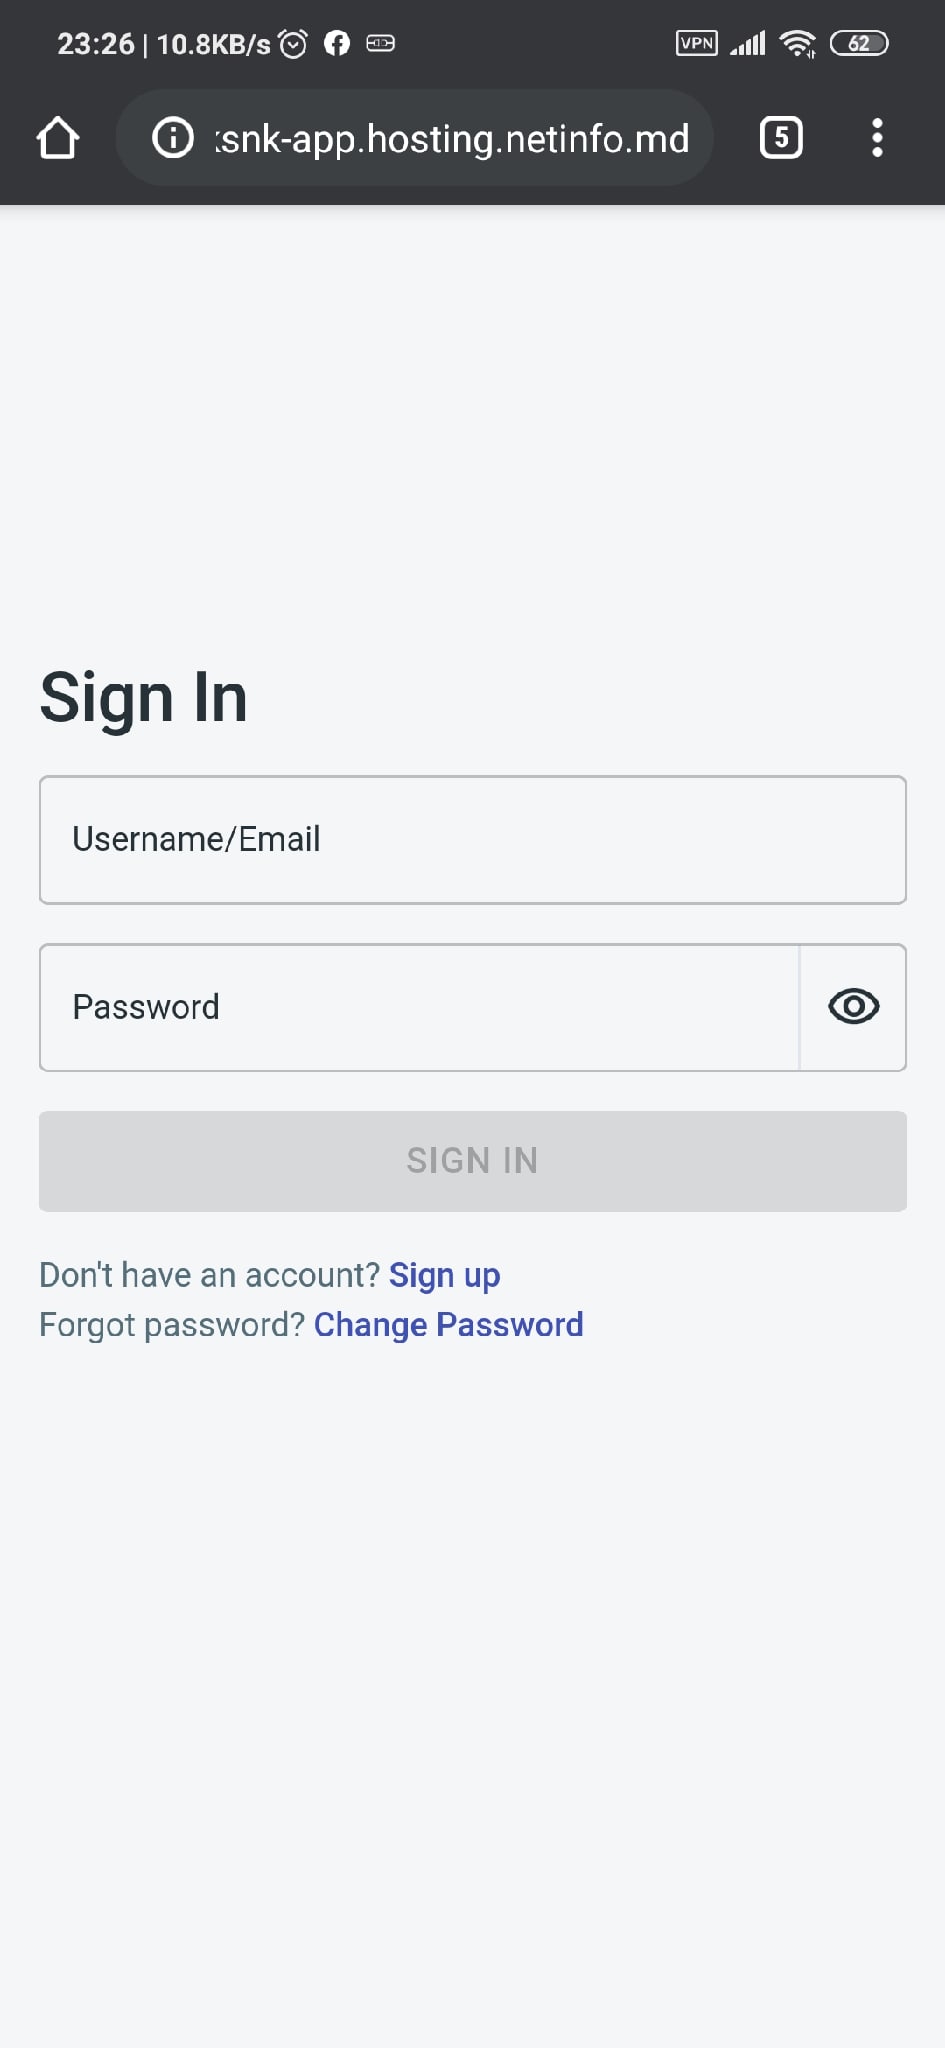 23:26 | 10.8KB/s VPN 62
snk-app.hosting.netinfo.md 5
Sign In
Username/Email
Password
SIGN IN
Don't have an account? Sign up
Forgot password? Change Password